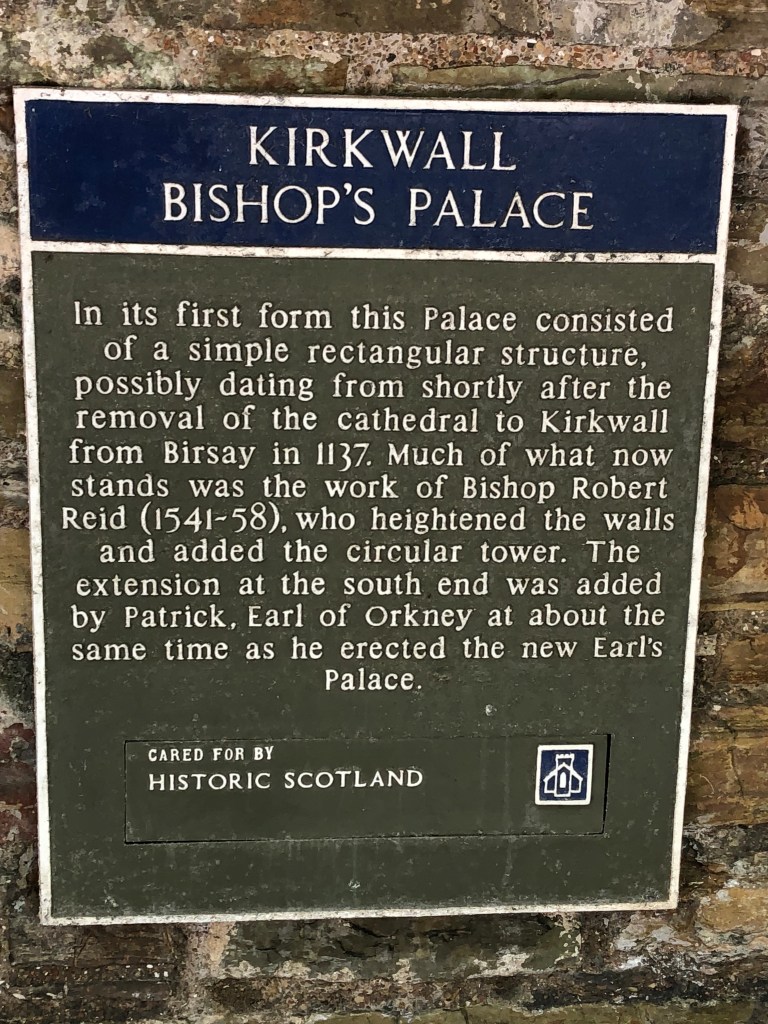 KIRKWALL
BISHOP'S PALACE
In its first form this Palace consisted
of a simple rectangular structure,
possibly dating from shortly after the
removal of the cathedral to Kirkwall
from Birsay in 1137. Much of what now
stands was the work of Bishop Robert
Reid (1541-58), who heightened the walls
and added the circular tower. The
extension at the south end was added
by Patrick, Earl of Orkney at about the
same time as he erected the new Earl's
Palace.
CARED FOR BY
HISTORIC SCOTLAND